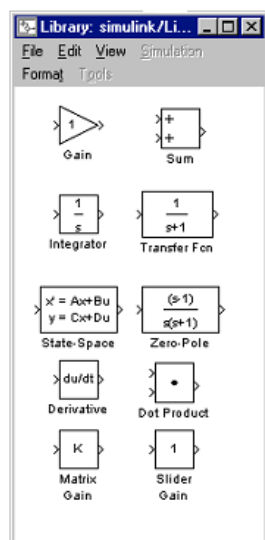 Library: simulink/Li...
File Edit View Simulation
Format Tools
1
Gain
+
+
Sum
1
s
Integrator
1
s+1
Transfer Fcn
x' = Ax+Bu
y = Cx+Du
State-Space
(s-1)
s(s+1)
Zero-Pole
du/dt
Derivative
Dot Product
K
Matrix
Gain
1
Slider
Gain